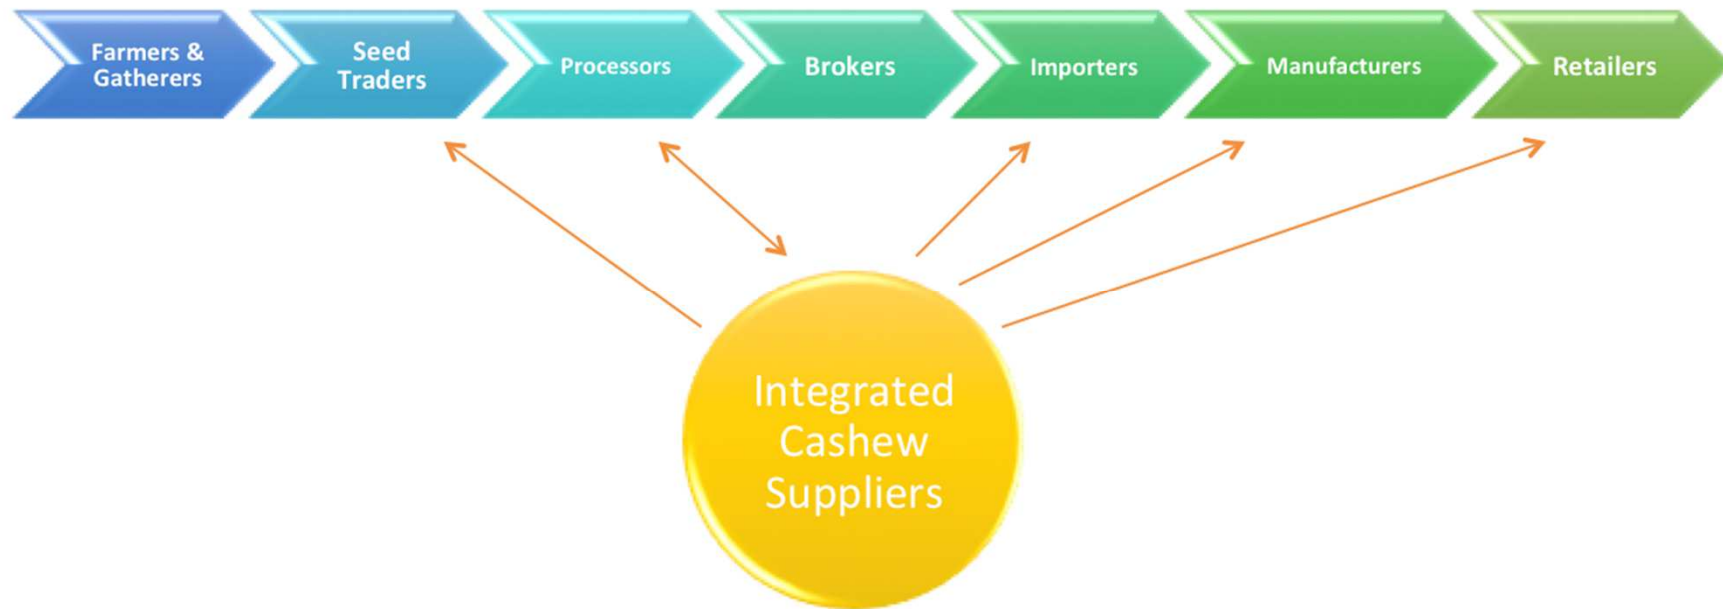 Farmers &
Gatherers
Seed
Traders
Processors
Brokers
Importers
Manufacturers
Retailers
Integrated
Cashew
Suppliers